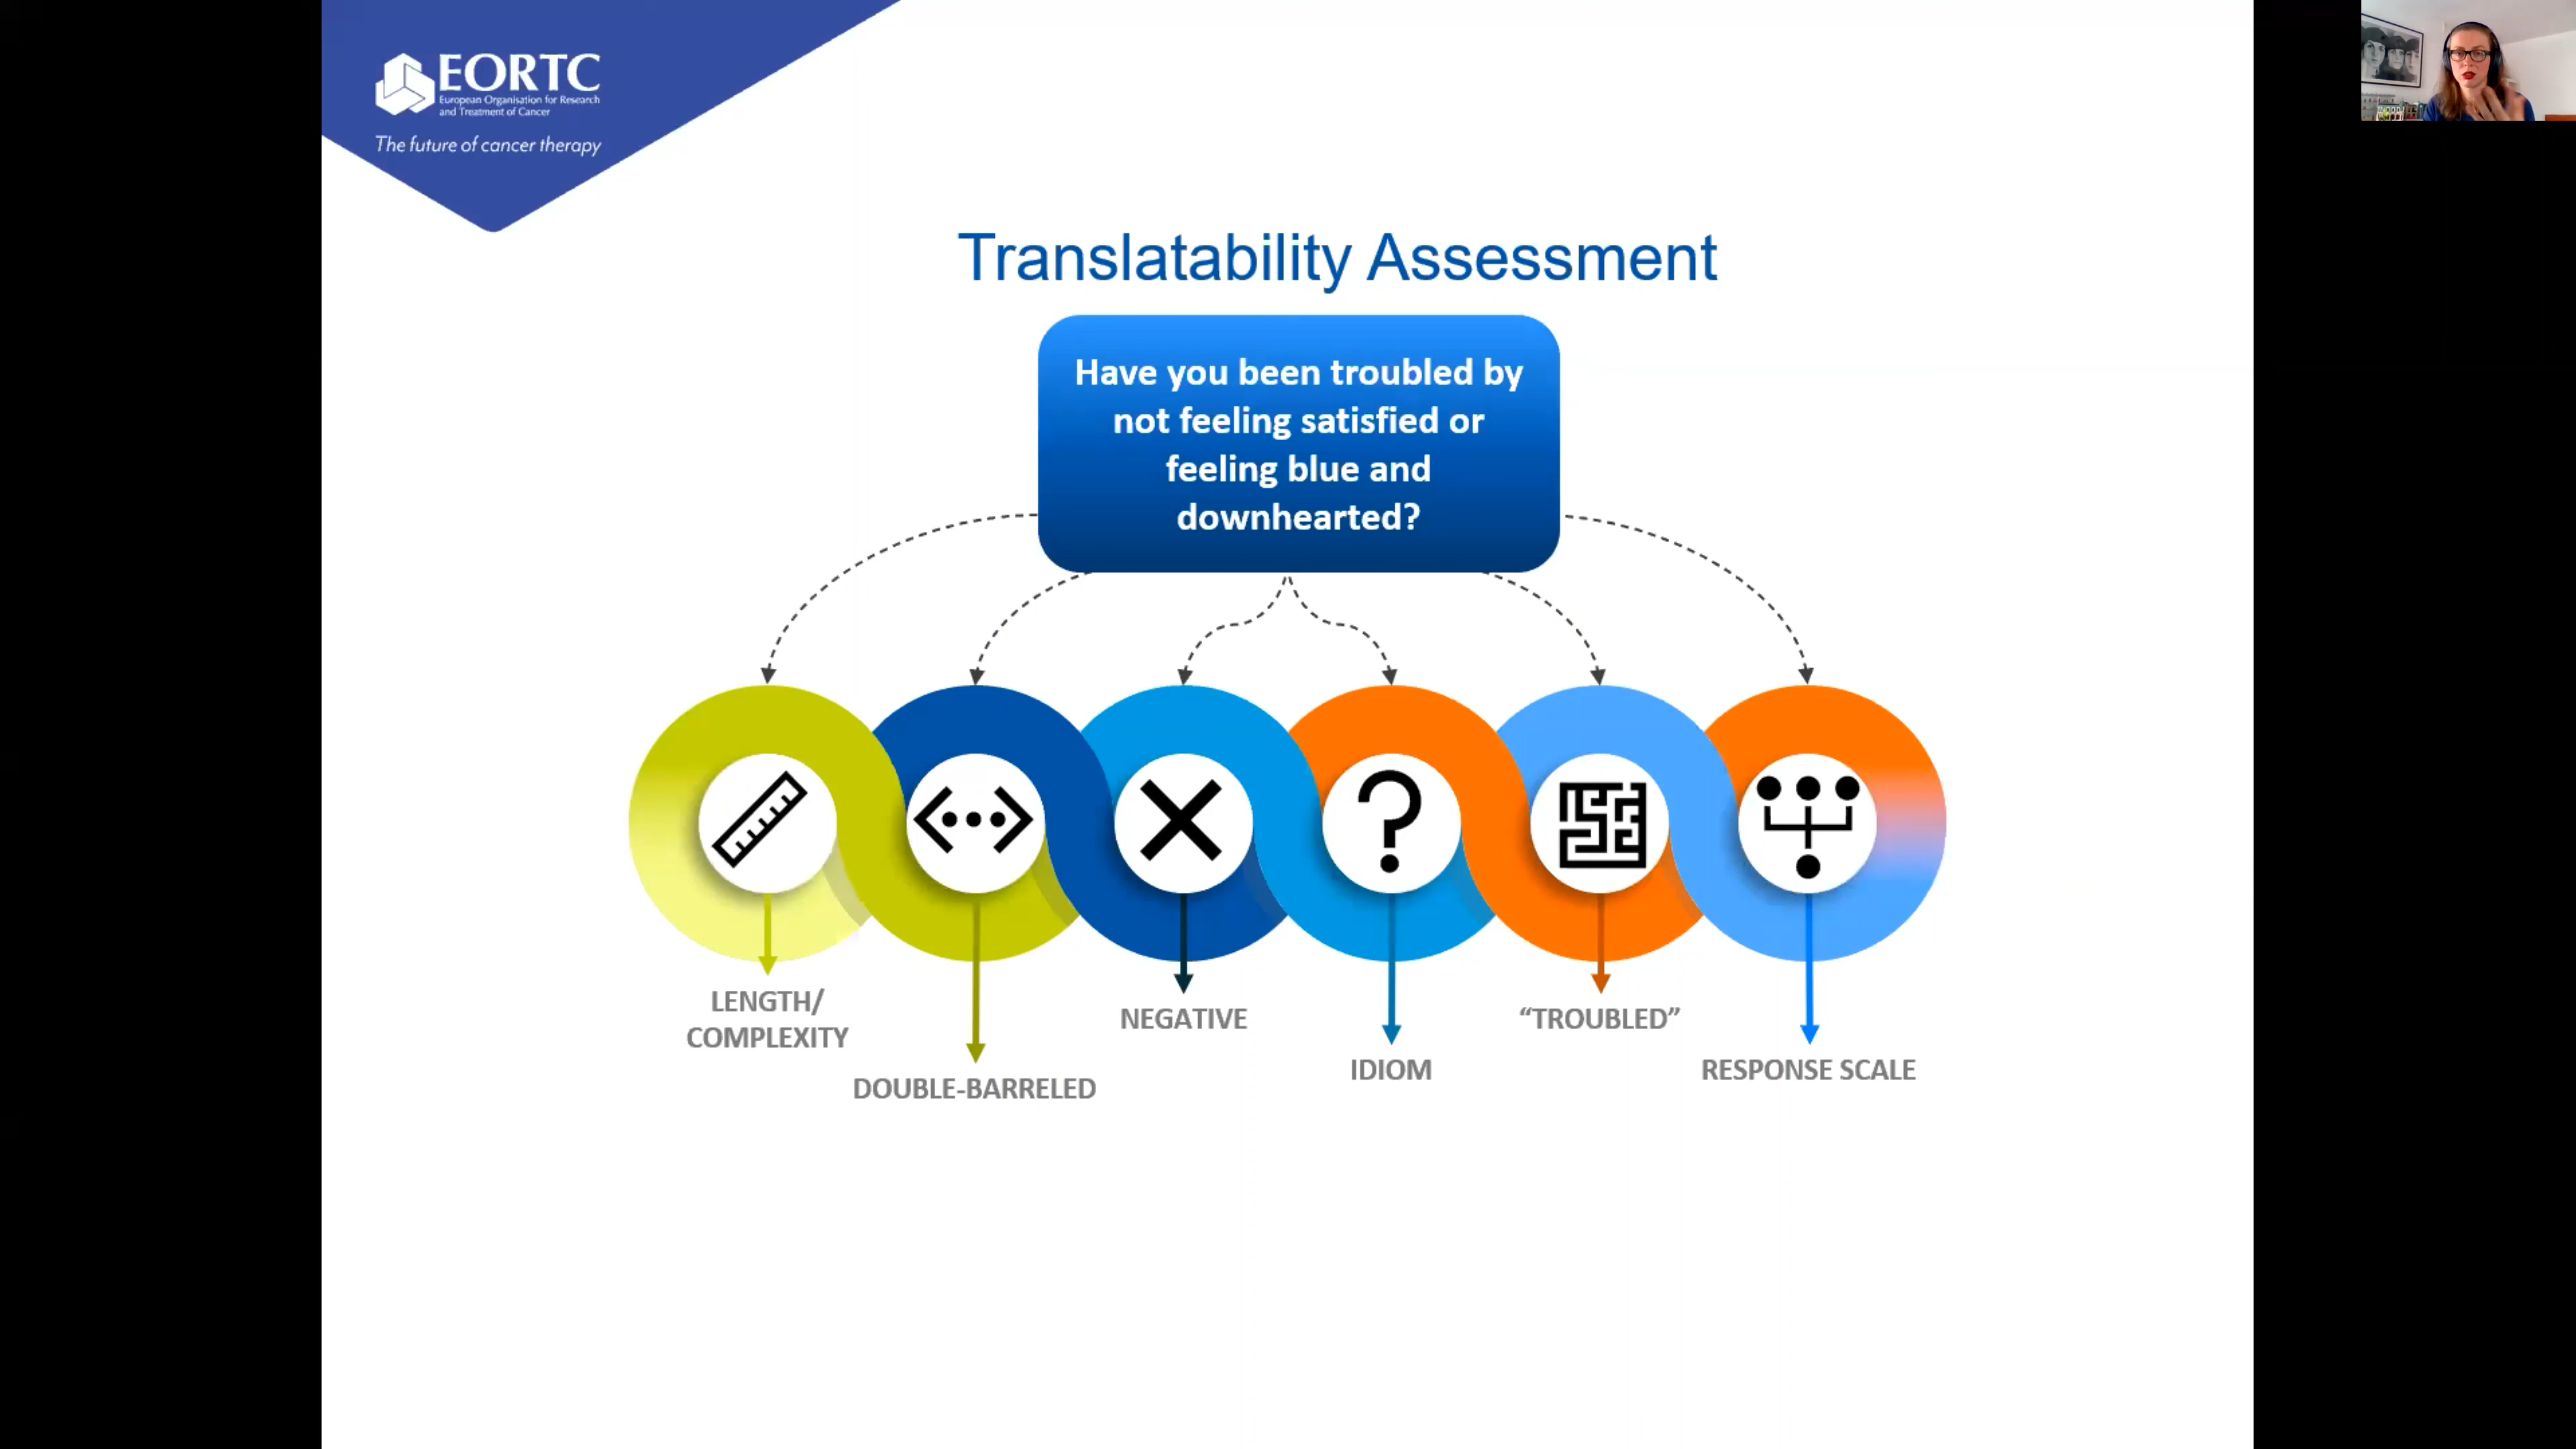 EORTC
European Organisation for Research
and Treatment of Cancer
The future of cancer therapy
Translatability Assessment
Have you been troubled by
not feeling satisfied or
feeling blue and
downhearted?
LENGTH/
COMPLEXITY
DOUBLE-BARRELED
NEGATIVE
IDIOM
“TROUBLED”
RESPONSE SCALE